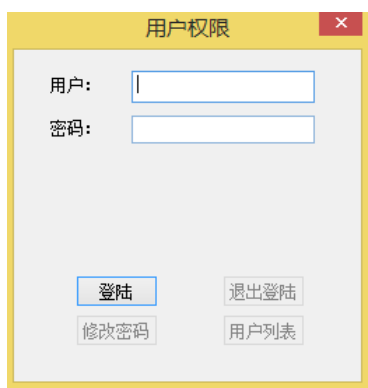 用户权限
用户：
密码：
登陆 退出登陆
修改密码 用户列表